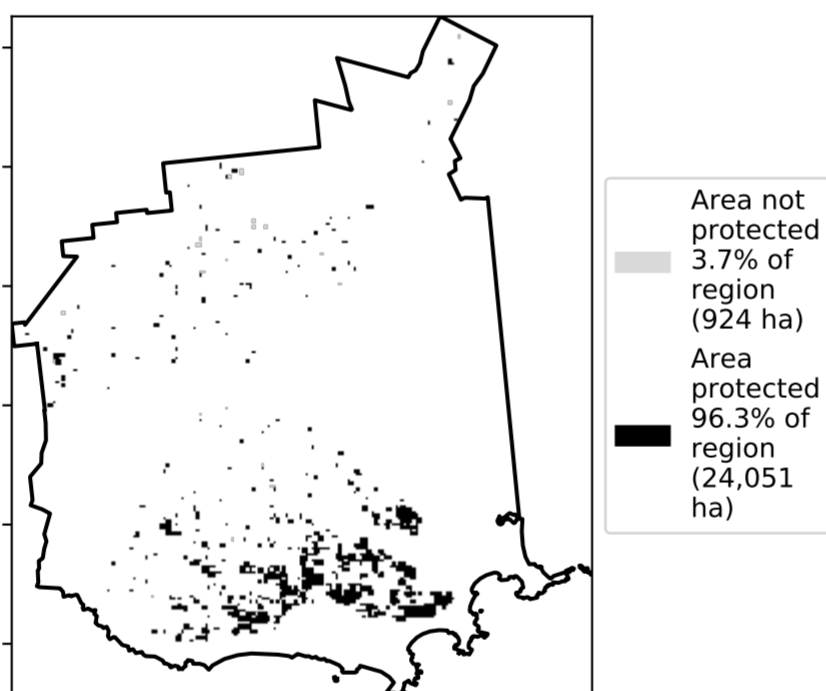 Area not
protected
3.7% of
region
(924 ha)
Area
protected
96.3% of
region
(24,051
ha)